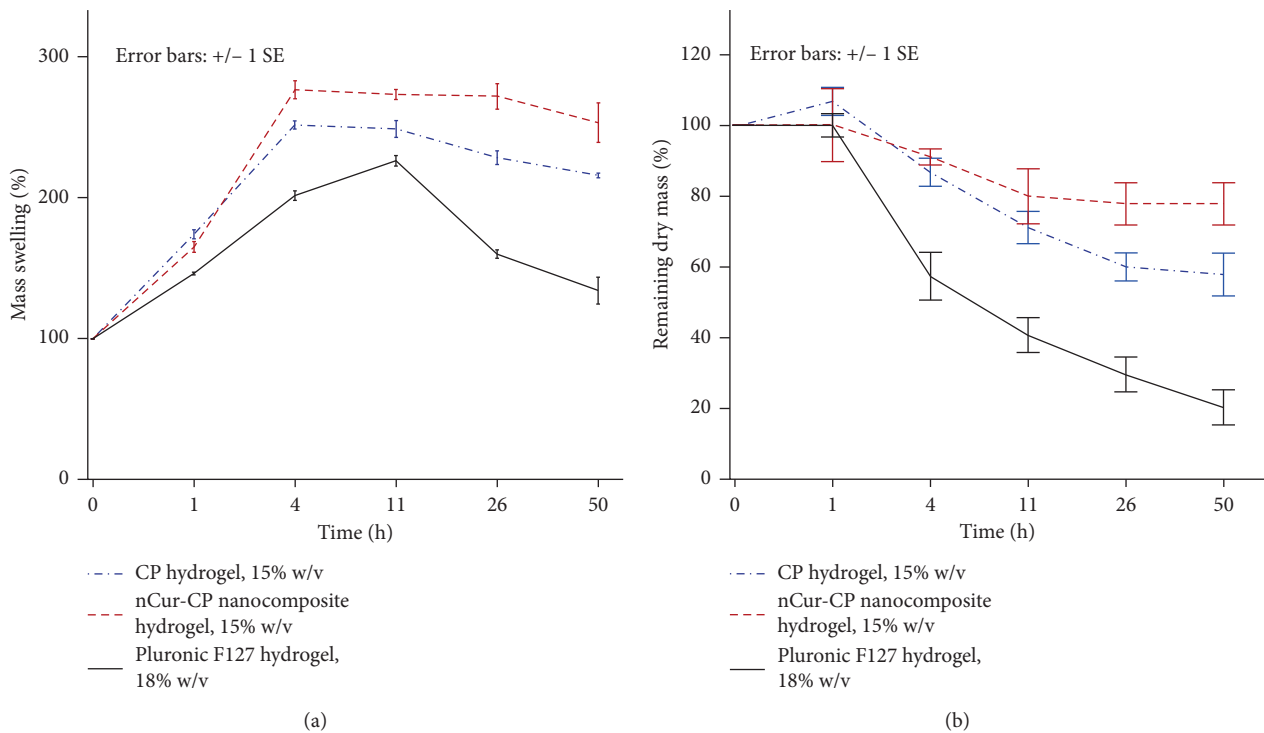 Error bars: +/– 1 SE
Mass swelling (%)
300
200
100
0
0 1 4 11 26 50
Time (h)
CP hydrogel, 15% w/v
nCur-CP nanocomposite
hydrogel, 15% w/v
Pluronic F127 hydrogel,
18% w/v
(a)
Error bars: +/– 1 SE
Remaining dry mass (%)
120
100
80
60
40
20
0
0 1 4 11 26 50
Time (h)
CP hydrogel, 15% w/v
nCur-CP nanocomposite
hydrogel, 15% w/v
Pluronic F127 hydrogel,
18% w/v
(b)